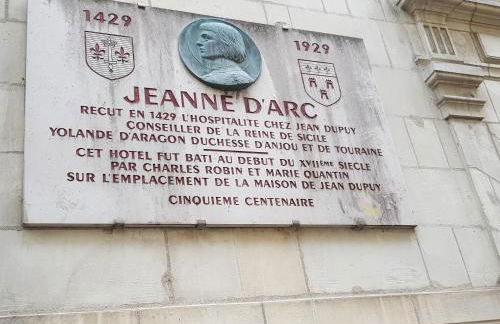 1429
1929
JEANNE D'ARC
RECUT EN 1429 L'HOSPITALITE CHEZ JEAN DUPUY
CONSEILLER DE LA REINE DE SICILE
YOLANDE D'ARAGON DUCHESSE D'ANJOU ET DE TOURAINE
CET HOTEL FUT BATI AU DEBUT DU XVIIÈME SIECLE
PAR CHARLES ROBIN ET MARIE QUANTIN
SUR L'EMPLACEMENT DE LA MAISON DE JEAN DUPUY
CINQUIEME CENTENAIRE